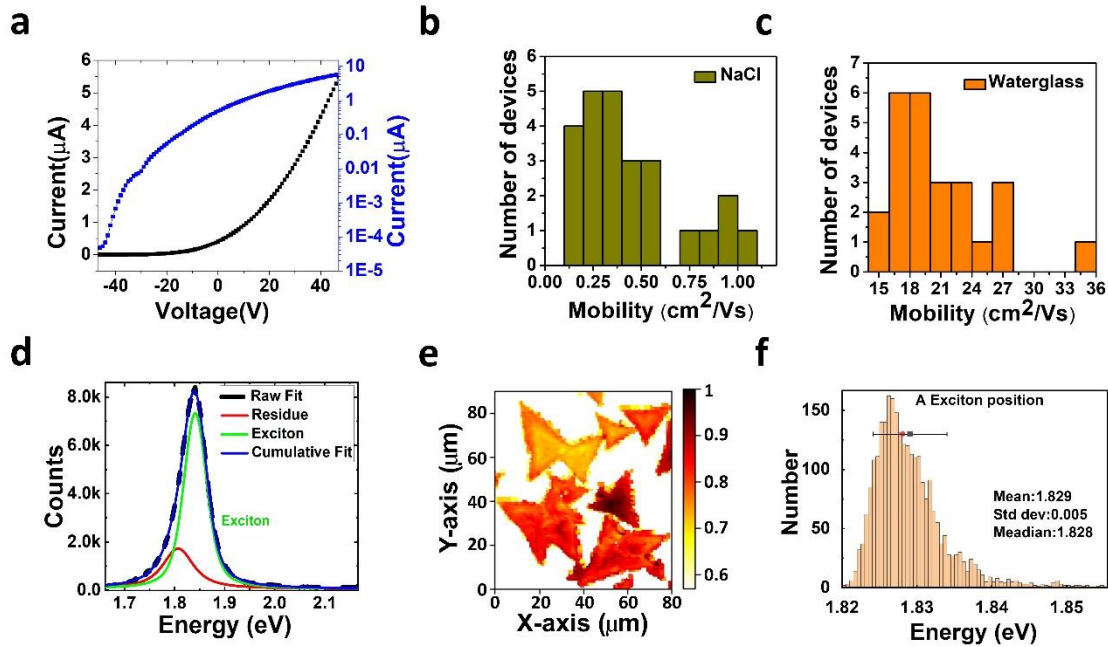 a
6
5
4
3
2
1
0
Current(µA)
10
1
0.1
0.01
1E-3
1E-4
1E-5
Current(µA)
-40
-20
0
20
40
Voltage(V)
b
6
5
4
3
2
1
0
Number of devices
NaCl
0.00
0.25
0.50
0.75
1.00
Mobility (cm²/Vs)
c
7
6
5
4
3
2
1
0
Number of devices
Waterglass
15
18
21
24
27
30
33
36
Mobility (cm²/Vs)
d
8.0k
6.0k
4.0k
2.0k
0.0
Counts
Raw Fit
Residue
Exciton
Cumulative Fit
Exciton
1.7
1.8
1.9
2.0
2.1
Energy (eV)
e
80
60
40
20
0
Y-axis (µm)
0
20
40
60
80
X-axis (µm)
1
0.9
0.8
0.7
0.6
f
150
100
50
0
Number
A Exciton position
Mean:1.829
Std dev:0.005
Meadian:1.828
1.82
1.83
1.84
1.85
Energy (eV)